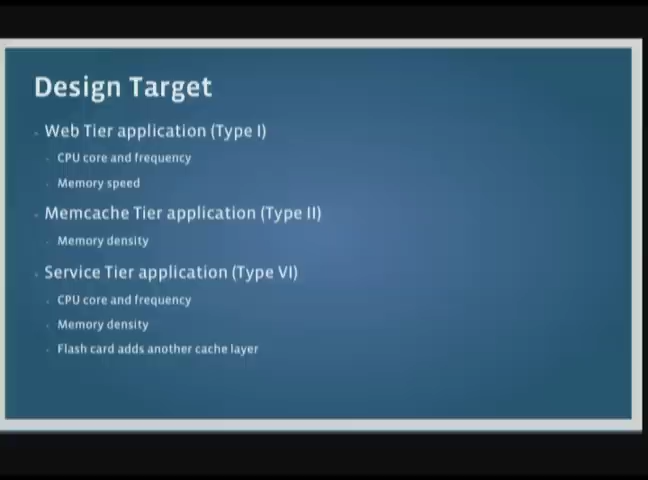 Design Target
Web Tier application (Type I)
CPU core and frequency
Memory speed
Memcache Tier application (Type II)
Memory density
Service Tier application (Type VI)
CPU core and frequency
Memory density
Flash card adds another cache layer